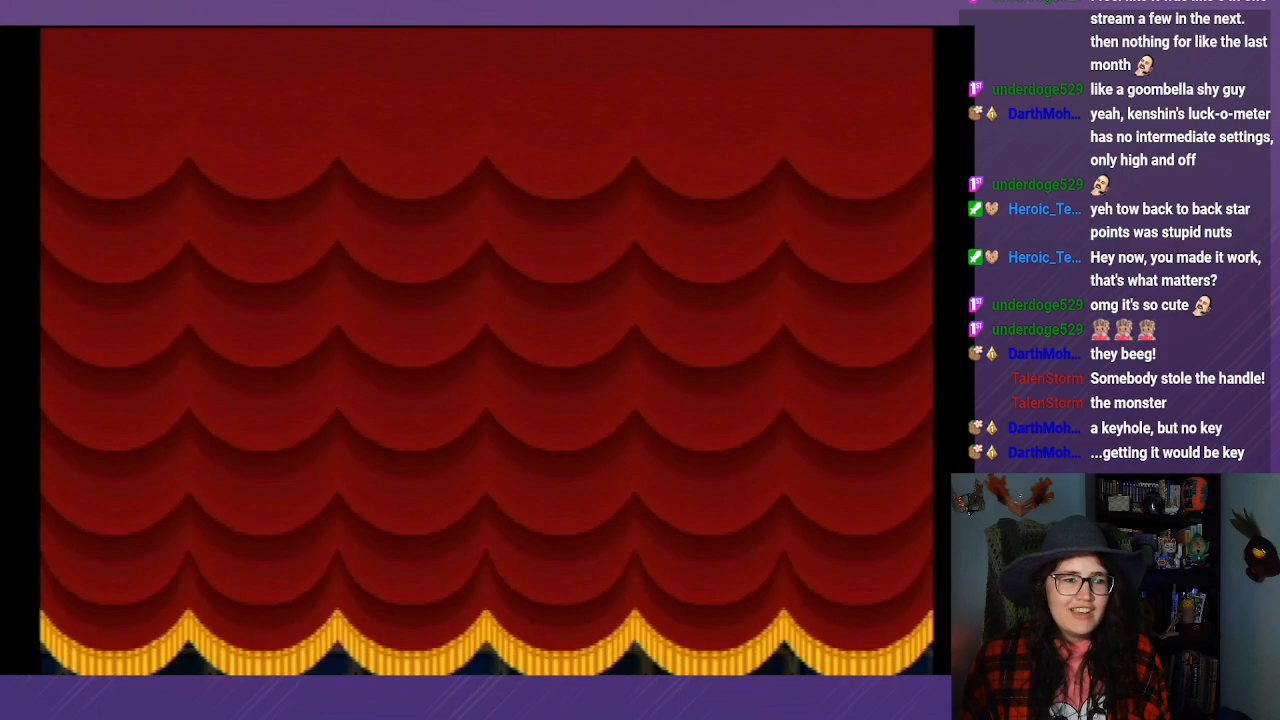 stream a few in the next.
then nothing for like the last
month
underdoge529 like a goombella shy guy
DarthMoh... yeah, kenshin's luck-o-meter
has no intermediate settings,
only high and off
underdoge529
Heroic_Te... yeh tow back to back star
points was stupid nuts
Heroic_Te... Hey now, you made it work,
that's what matters?
underdoge529 omg it's so cute
underdoge529
DarthMoh... they beeg!
TalenStorm Somebody stole the handle!
TalenStorm the monster
DarthMoh... a keyhole, but no key
DarthMoh... ...getting it would be key